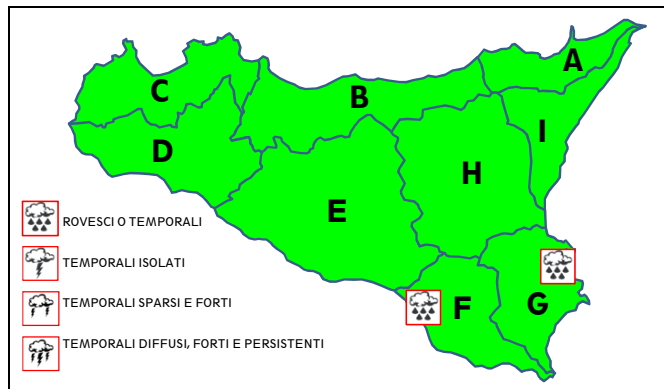 A
B
C
I
D
H
E
F
G
ROVESCI O TEMPORALI
TEMPORALI ISOLATI
TEMPORALI SPARSI E FORTI
TEMPORALI DIFFUSI, FORTI E PERSISTENTI